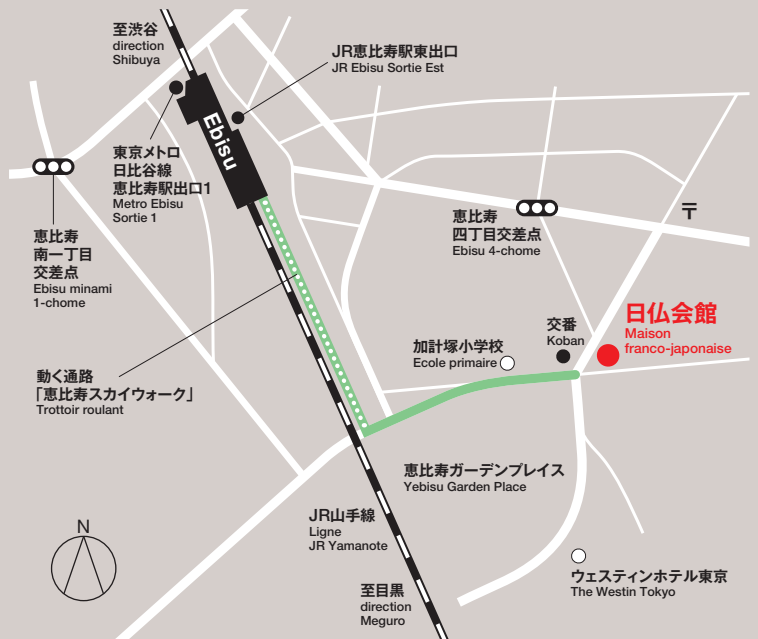 至渋谷
direction
Shibuya
JR恵比寿駅東出口
JR Ebisu Sortie Est
Ebisu
東京メトロ
日比谷線
恵比寿駅出口1
Metro Ebisu
Sortie 1
恵比寿
南一丁目
交差点
Ebisu minami
1-chome
恵比寿
四丁目交差点
Ebisu 4-chome
〒
日仏会館
Maison
franco-japonaise
交番
Koban
加計塚小学校
Ecole primaire
動く通路
「恵比寿スカイウォーク」
Trottoir roulant
恵比寿ガーデンプレイス
Yebisu Garden Place
JR山手線
Ligne
JR Yamanote
N
ウェスティンホテル東京
The Westin Tokyo
至目黒
direction
Meguro